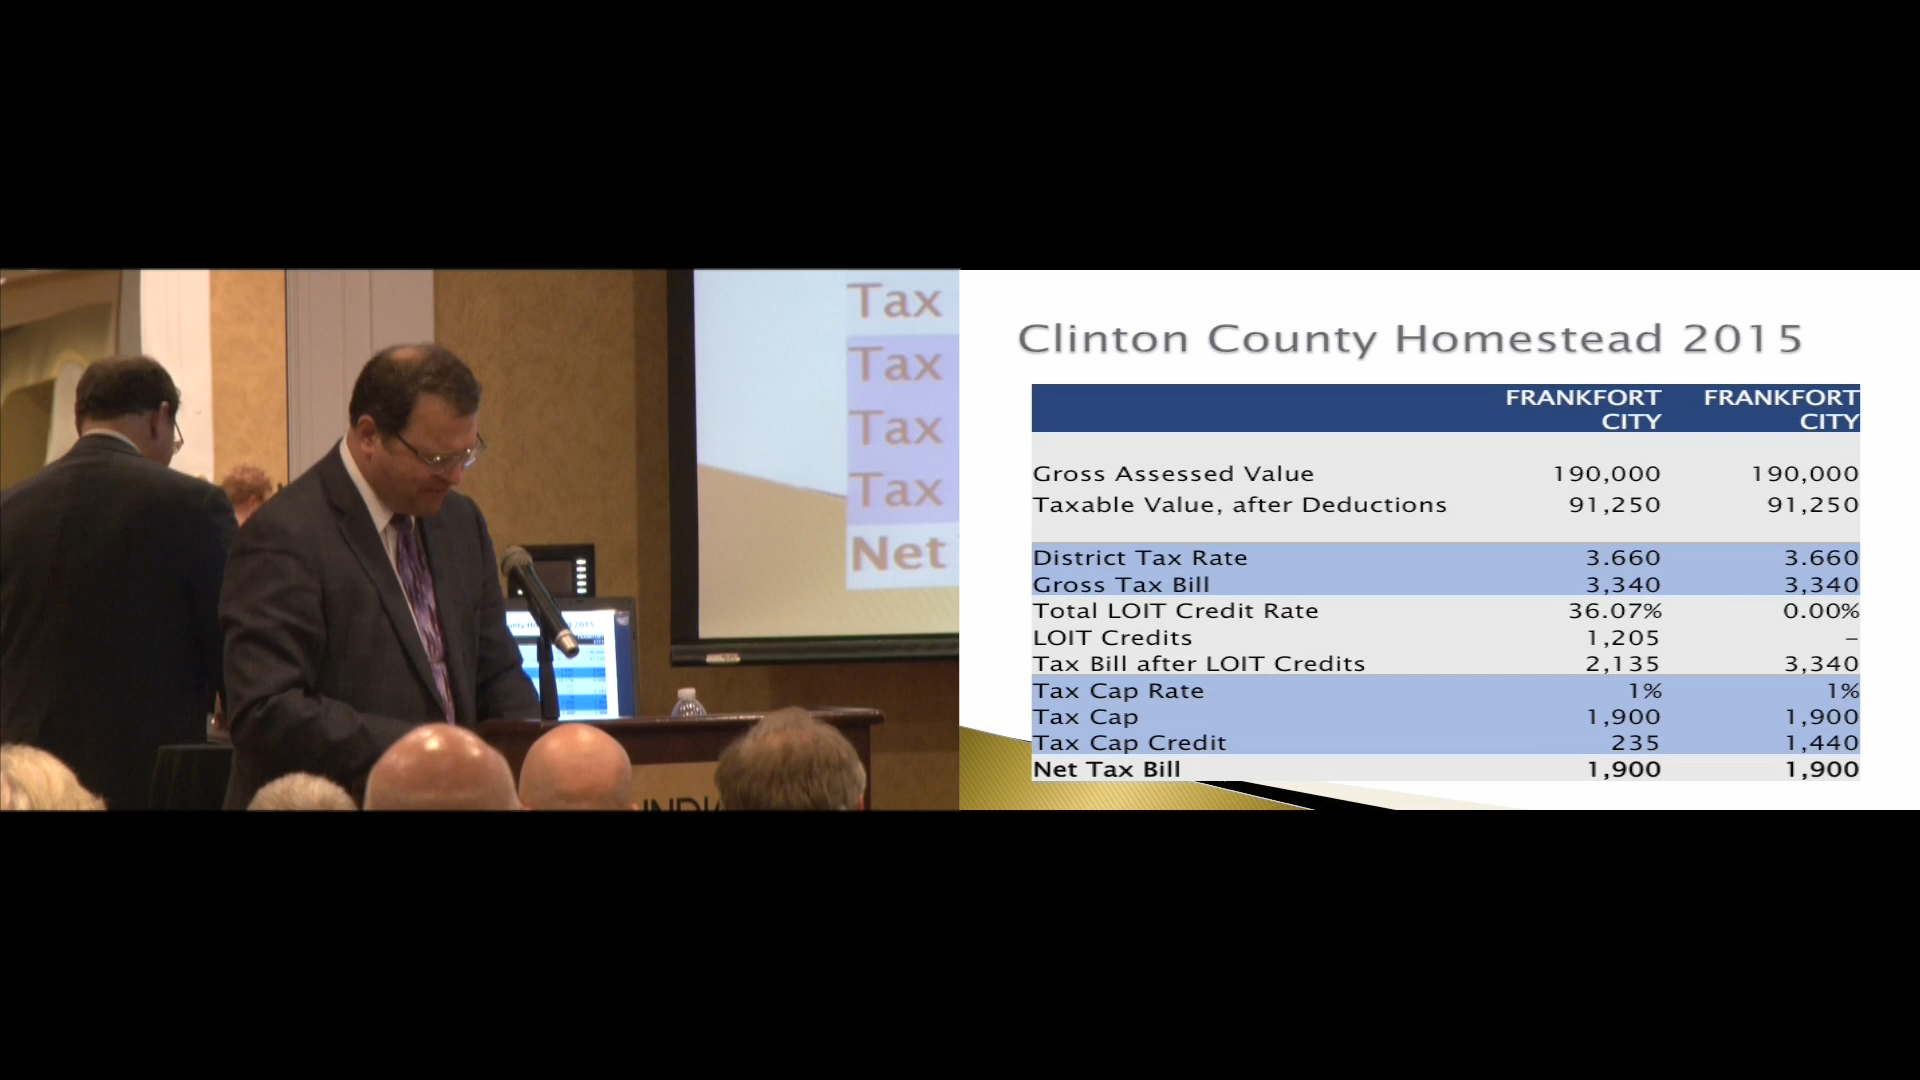 Tax
Tax
Tax
Tax
Net
Clinton County Homestead 2015
FRANKFORT CITY FRANKFORT CITY
Gross Assessed Value 190,000 190,000
Taxable Value, after Deductions 91,250 91,250
District Tax Rate 3.660 3.660
Gross Tax Bill 3,340 3,340
Total LOIT Credit Rate 36.07% 0.00%
LOIT Credits 1,205 –
Tax Bill after LOIT Credits 2,135 3,340
Tax Cap Rate 1% 1%
Tax Cap 1,900 1,900
Tax Cap Credit 235 1,440
Net Tax Bill 1,900 1,900